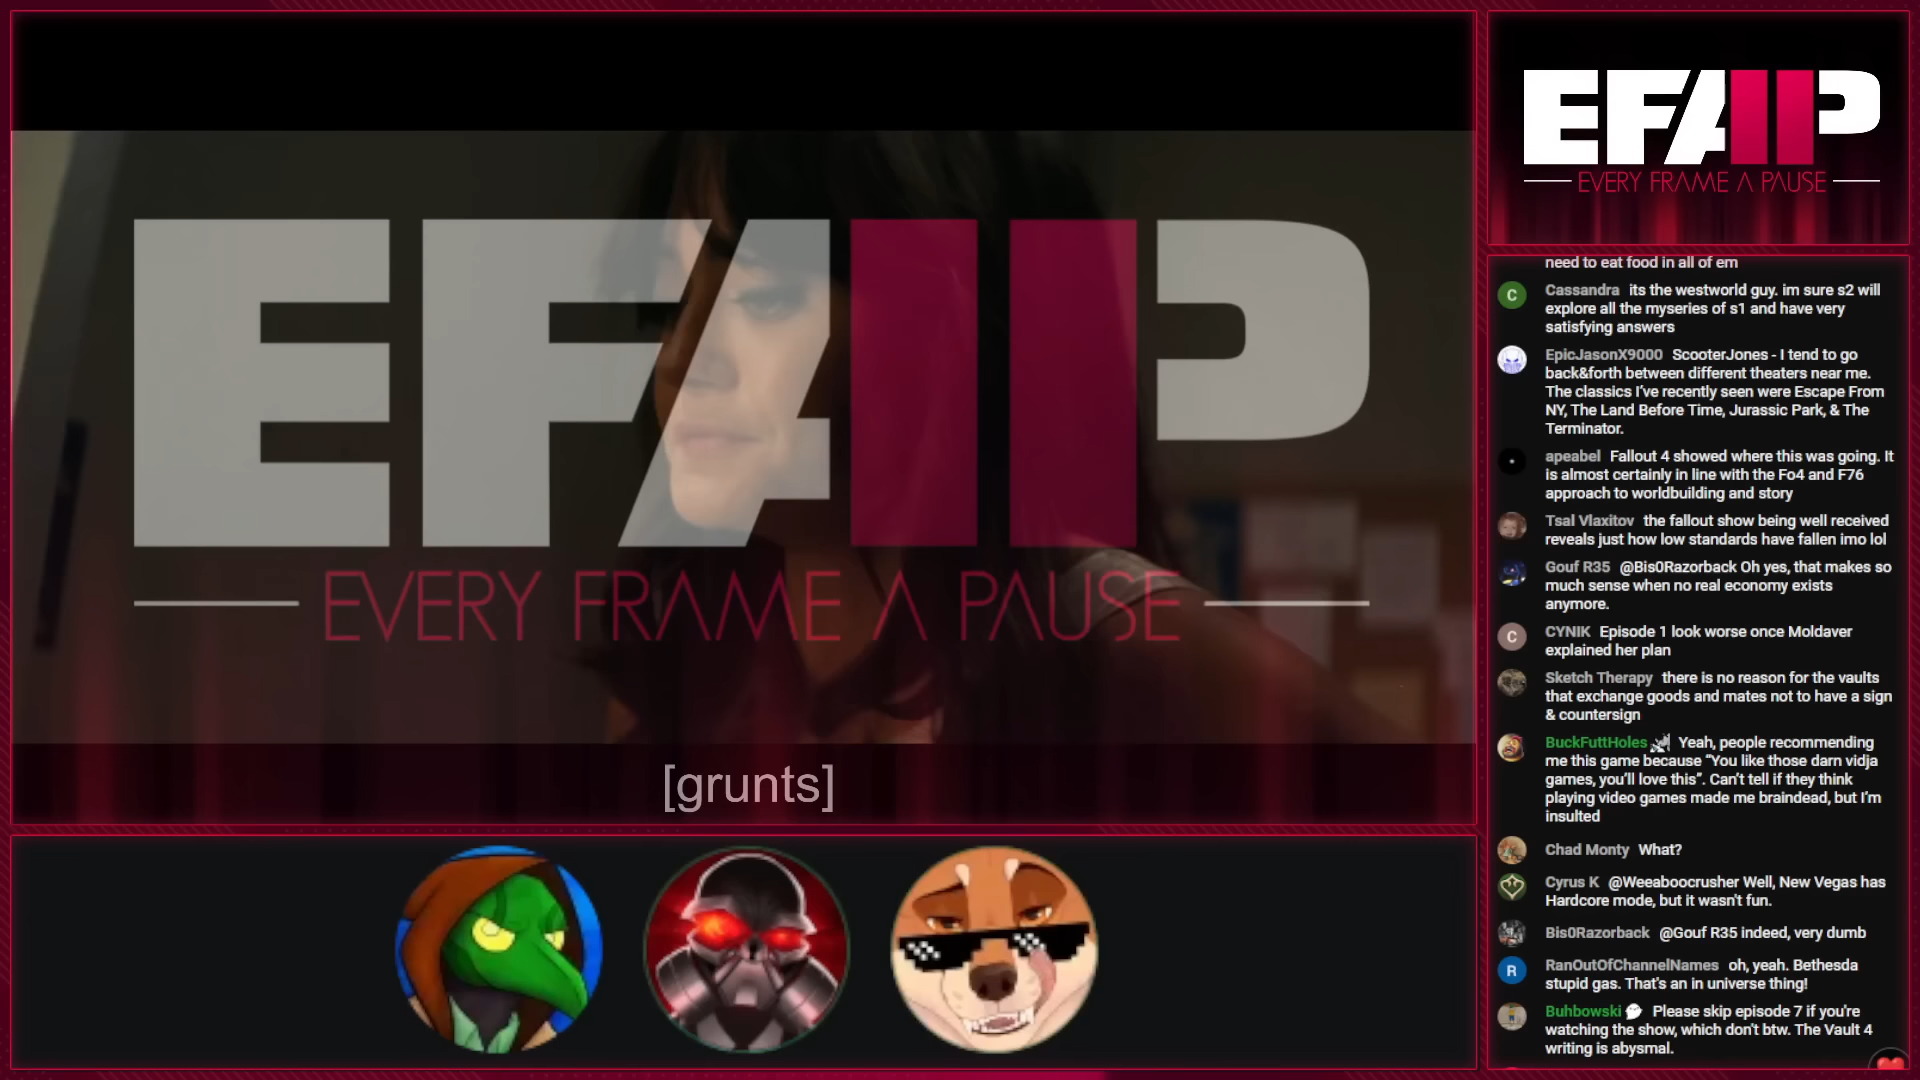 EFAP
EVERY FRAME A PAUSE
[grunts]
EFAP
EVERY FRAME A PAUSE
need to eat food in all of em
C
Cassandra its the westworld guy. im sure s2 will
explore all the myseries of s1 and have very
satisfying answers
EpicJasonX9000 ScooterJones - I tend to go
back&forth between different theaters near me.
The classics I've recently seen were Escape From
NY, The Land Before Time, Jurassic Park, & The
Terminator.
apeabel Fallout 4 showed where this was going. It
is almost certainly in line with the Fo4 and F76
approach to worldbuilding and story
Tsal Vlaxitov the fallout show being well received
reveals just how low standards have fallen imo lol
Gouf R35 @Bis0Razorback Oh yes, that makes so
much sense when no real economy exists
anymore.
C
CYNIK Episode 1 look worse once Moldaver
explained her plan
Sketch Therapy there is no reason for the vaults
that exchange goods and mates not to have a sign
& countersign
BuckFuttHoles Yeah, people recommending
me this game because "You like those darn vidja
games, you'll love this". Can't tell if they think
playing video games made me braindead, but I'm
insulted
Chad Monty What?
Cyrus K @Weeaboocrusher Well, New Vegas has
Hardcore mode, but it wasn't fun.
Bis0Razorback @Gouf R35 indeed, very dumb
R
RanOutOfChannelNames oh, yeah. Bethesda
stupid gas. That's an in universe thing!
Buhbowski Please skip episode 7 if you're
watching the show, which don't btw. The Vault 4
writing is abysmal.